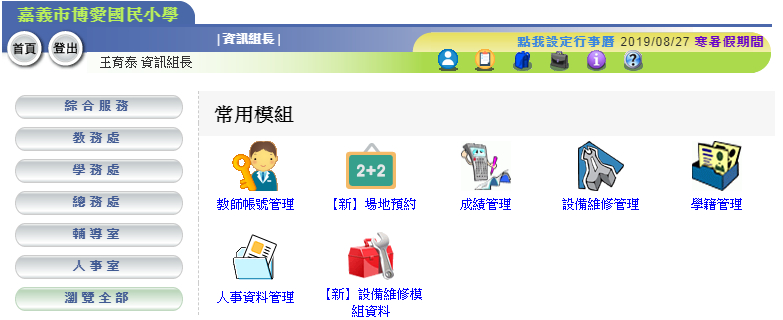 嘉義市博愛國民小學
首頁 登出
| 資訊組長 |
王育泰 資訊組長
點我設定行事曆 2019/08/27 寒暑假期間
綜合服務
教務處
學務處
總務處
輔導室
人事室
瀏覽全部
常用模組
2+2
教師帳號管理
【新】場地預約
成績管理
設備維修管理
學籍管理
人事資料管理
【新】設備維修模
組資料